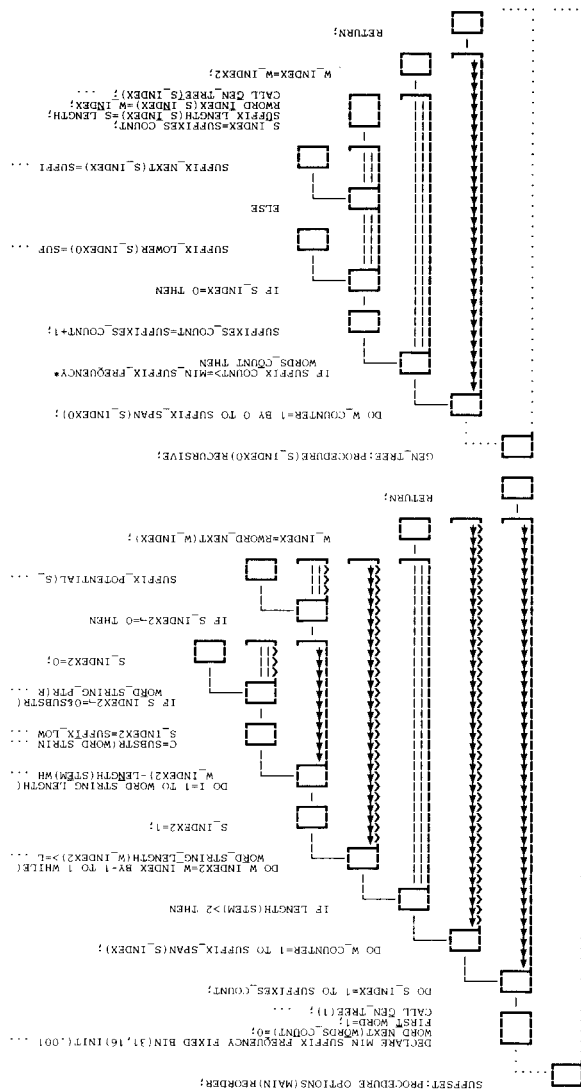 SUFFSET:PROCEDURE OPTIONS(MAIN)REORDER;
DECLARE MIN_SUFFIX_FREQUENCY FIXED BIN(31,16)INIT(.001 ...
WORD_NEXT(WORDS_COUNT)=0;
FIRST_WORD=1;
CALL GEN_TREE(1); ...
DO S_INDEX=1 TO SUFFIXES_COUNT;
DO W_COUNTER=1 TO SUFFIX_SPAN(S_INDEX);
IF LENGTH(STEM)>2 THEN
DO W_INDEX2=W_INDEX BY-1 TO 1 WHILE(
WORD_STRING_LENGTH(W_INDEX2)>=L ...
S_INDEX2=1;
DO I=1 TO WORD_STRING_LENGTH(
W_INDEX2)-LENGTH(STEM)WH ...
C=SUBSTR(WORD_STRIN ...
S_INDEX2=SUFFIX_LOW ...
IF S_INDEX2¬=0&SUBSTR(
WORD_STRING_PTR(R ...
S_INDEX2=0;
IF S_INDEX2¬=0 THEN
SUFFIX_POTENTIAL(S_ ...
W_INDEX=RWORD_NEXT(W_INDEX);
RETURN;
GEN_TREE:PROCEDURE(S_INDEX0)RECURSIVE;
DO W_COUNTER=1 BY 0 TO SUFFIX_SPAN(S_INDEX0);
IF SUFFIX_COUNT>=MIN_SUFFIX_FREQUENCY*
WORDS_COUNT THEN
SUFFIXES_COUNT=SUFFIXES_COUNT+1;
IF S_INDEX=0 THEN
SUFFIX_LOWER(S_INDEX0)=SUF ...
ELSE
SUFFIX_NEXT(S_INDEX)=SUFFI ...
S_INDEX=SUFFIXES_COUNT;
SUFFIX_LENGTH(S_INDEX)=S_LENGTH;
RWORD_INDEX(S_INDEX)=W_INDEX;
CALL GEN_TREE(S_INDEX); ...
W_INDEX=W_INDEX2;
RETURN;